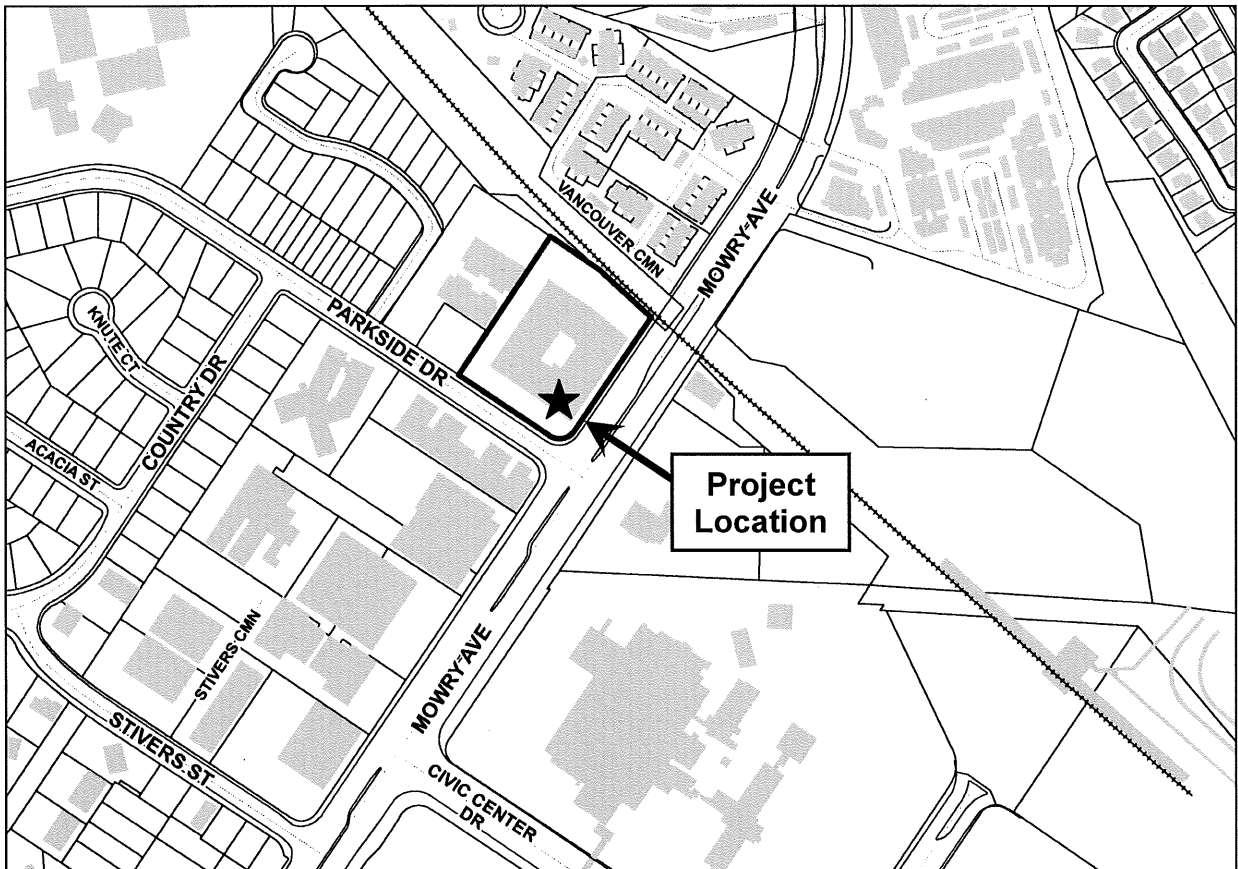 VANCOUVER CMN
MOWRY AVE
PARKSIDE DR
KNUTE CT
COUNTRY DR
ACACIA ST
Project
Location
STIVERS CMN
MOWRY AVE
STIVERS ST
CIVIC CENTER
DR